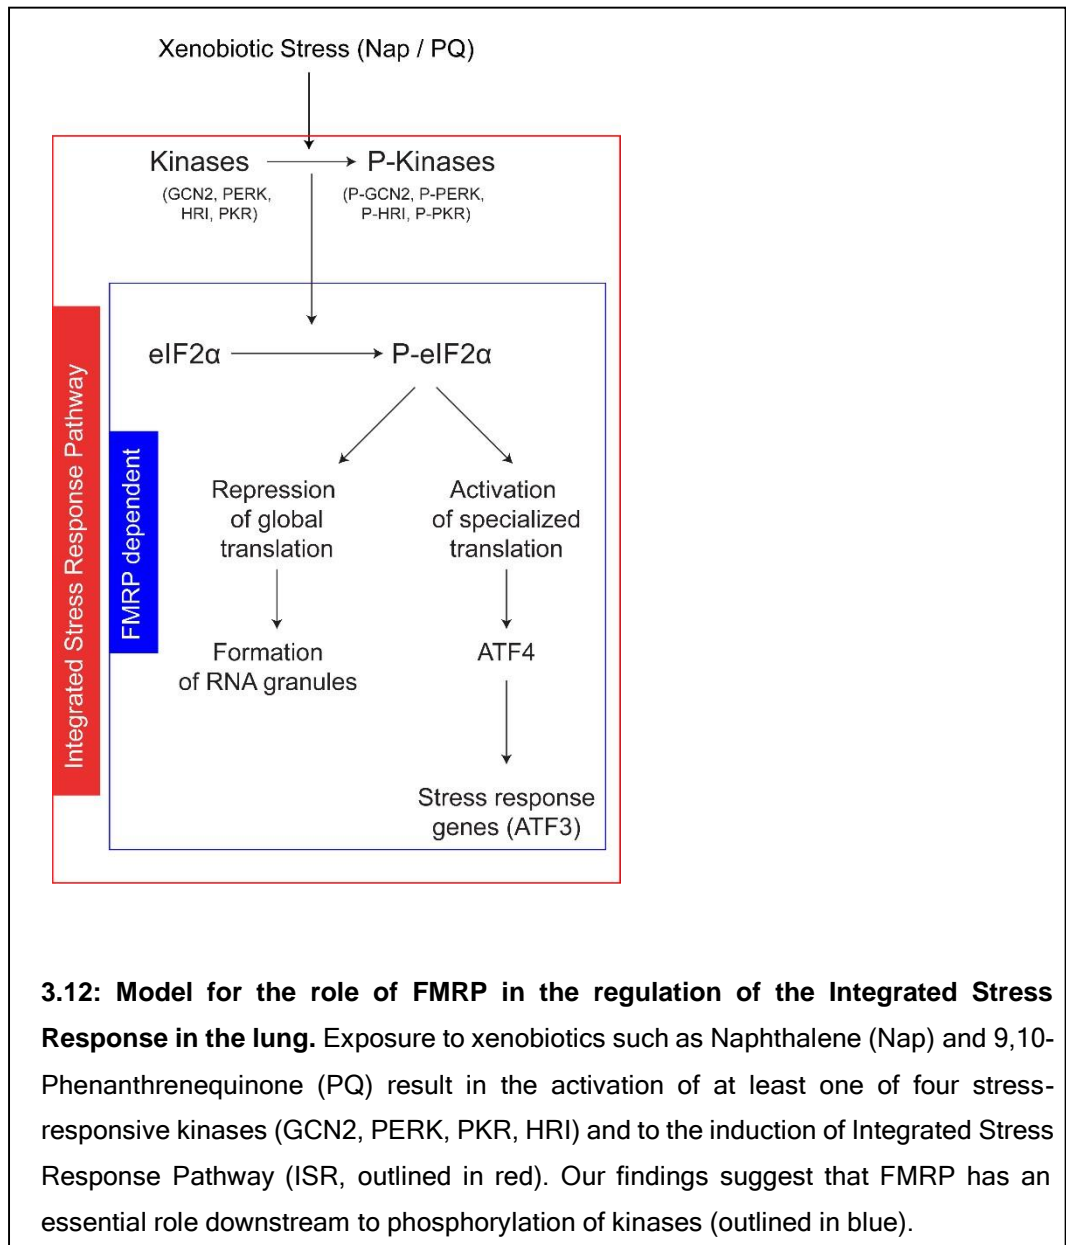 Xenobiotic Stress (Nap / PQ)
Kinases
P-Kinases
(GCN2, PERK,
HRI, PKR)
(P-GCN2, P-PERK,
P-HRI, P-PKR)
Integrated Stress Response Pathway
FMRP dependent
eIF2α
P-eIF2α
Repression
of global
translation
Activation
of specialized
translation
Formation
of RNA granules
ATF4
Stress response
genes (ATF3)
3.12: Model for the role of FMRP in the regulation of the Integrated Stress
Response in the lung. Exposure to xenobiotics such as Naphthalene (Nap) and 9,10-
Phenanthrenequinone (PQ) result in the activation of at least one of four stress-
responsive kinases (GCN2, PERK, PKR, HRI) and to the induction of Integrated Stress
Response Pathway (ISR, outlined in red). Our findings suggest that FMRP has an
essential role downstream to phosphorylation of kinases (outlined in blue).